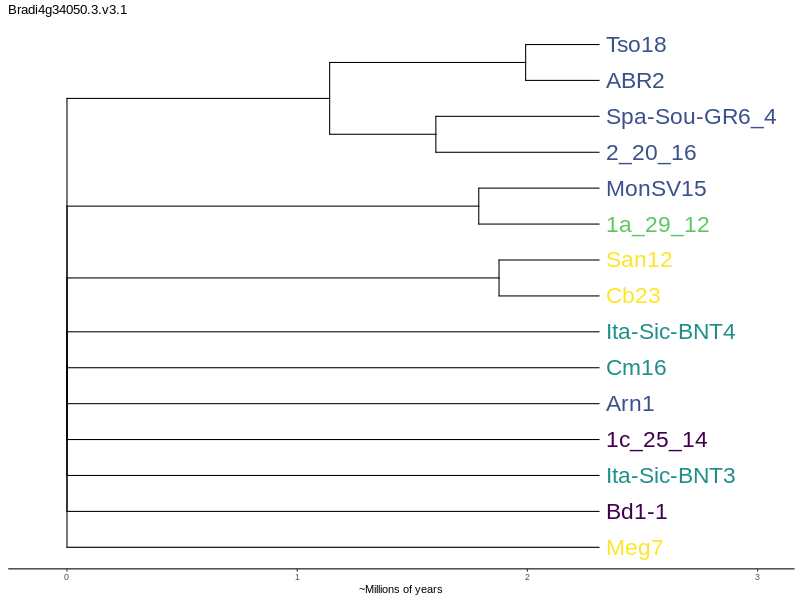 Bradi4g34050.3.v3.1
Tso18
ABR2
Spa-Sou-GR6_4
2_20_16
MonSV15
1a_29_12
San12
Cb23
Ita-Sic-BNT4
Cm16
Arn1
1c_25_14
Ita-Sic-BNT3
Bd1-1
Meg7
0 1 2 3
~Millions of years